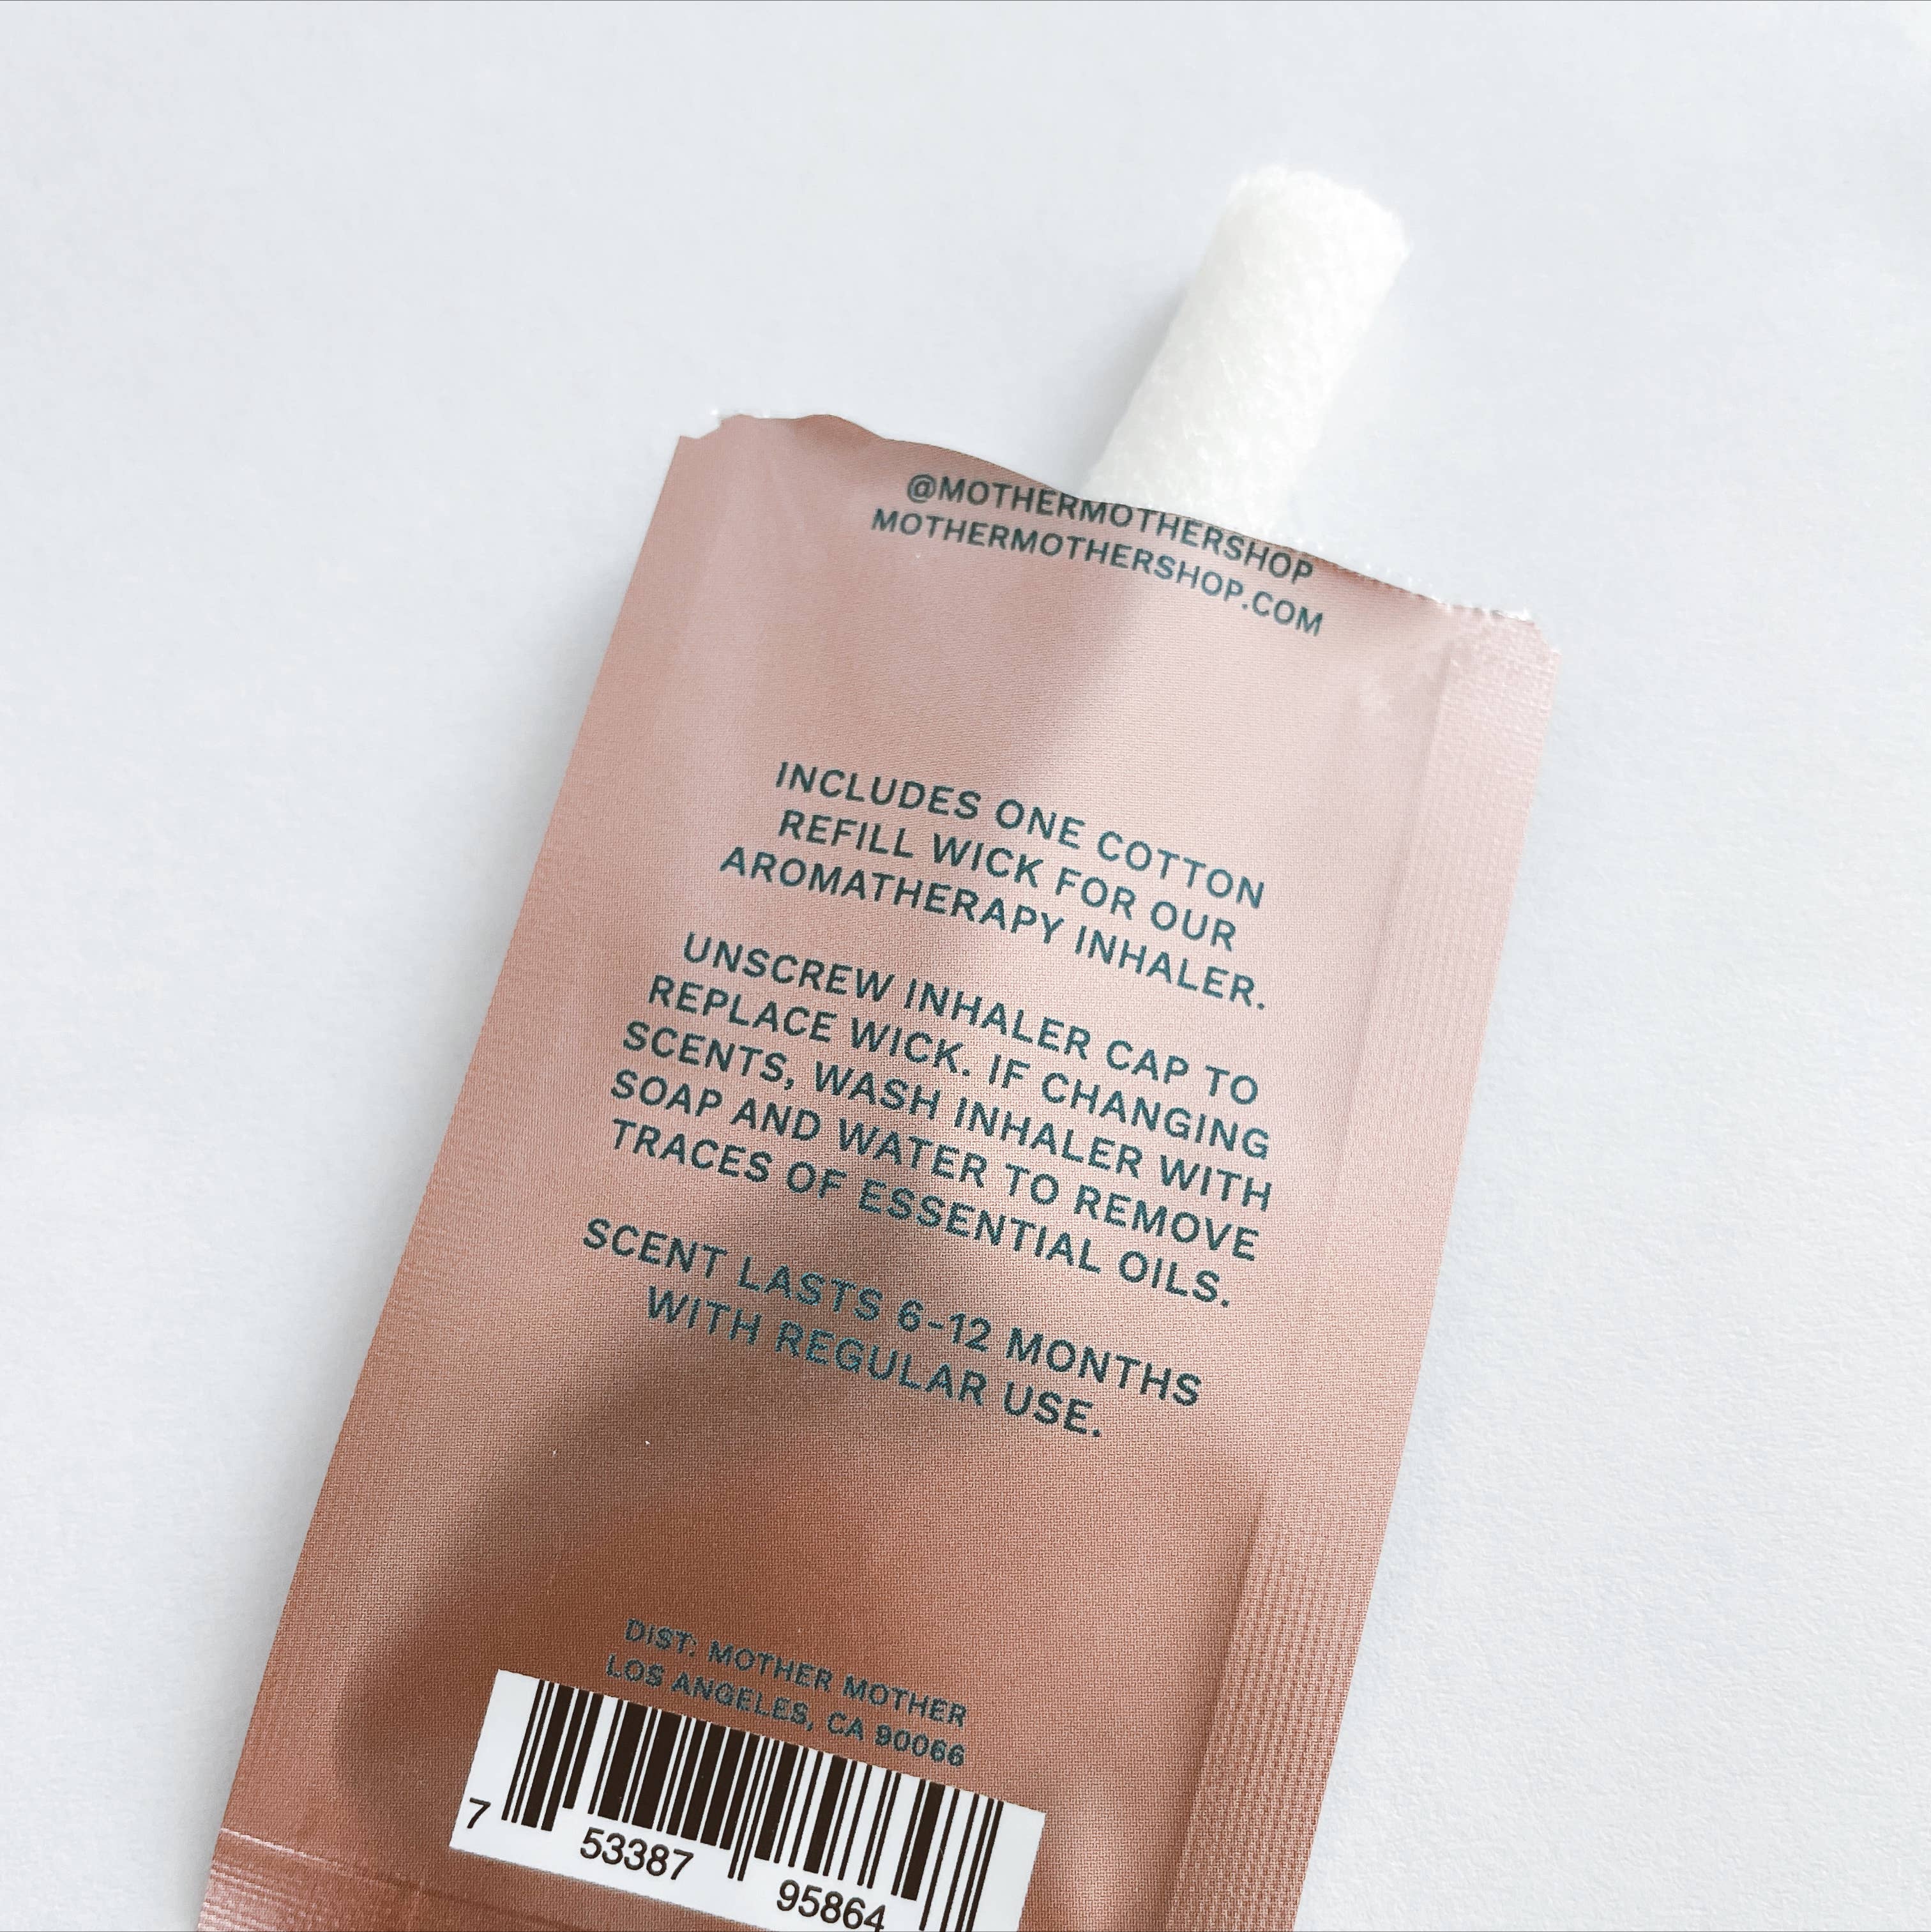 @MOTHERMOTHERSHOP
MOTHERMOTHERSHOP.COM
INCLUDES ONE COTTON
REFILL WICK FOR OUR
AROMATHERAPY INHALER.
UNSCREW INHALER CAP TO
REPLACE WICK. IF CHANGING
SCENTS, WASH INHALER WITH
SOAP AND WATER TO REMOVE
TRACES OF ESSENTIAL OILS.
SCENT LASTS 6-12 MONTHS
WITH REGULAR USE.
DIST: MOTHER MOTHER
LOS ANGELES, CA 90066
7 53387 95864